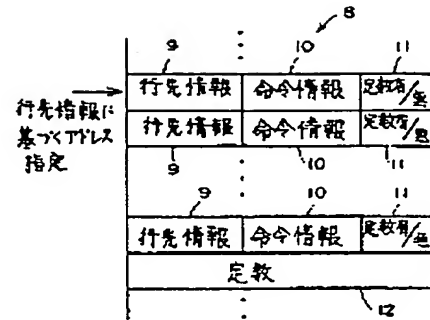 8
9 10 11
行先情報に
基づくアドレス
指定
行先情報 命令情報 定数有/無
行先情報 命令情報 定数有/無
9 10 11
9 10 11
行先情報 命令情報 定数有/無
定数
12